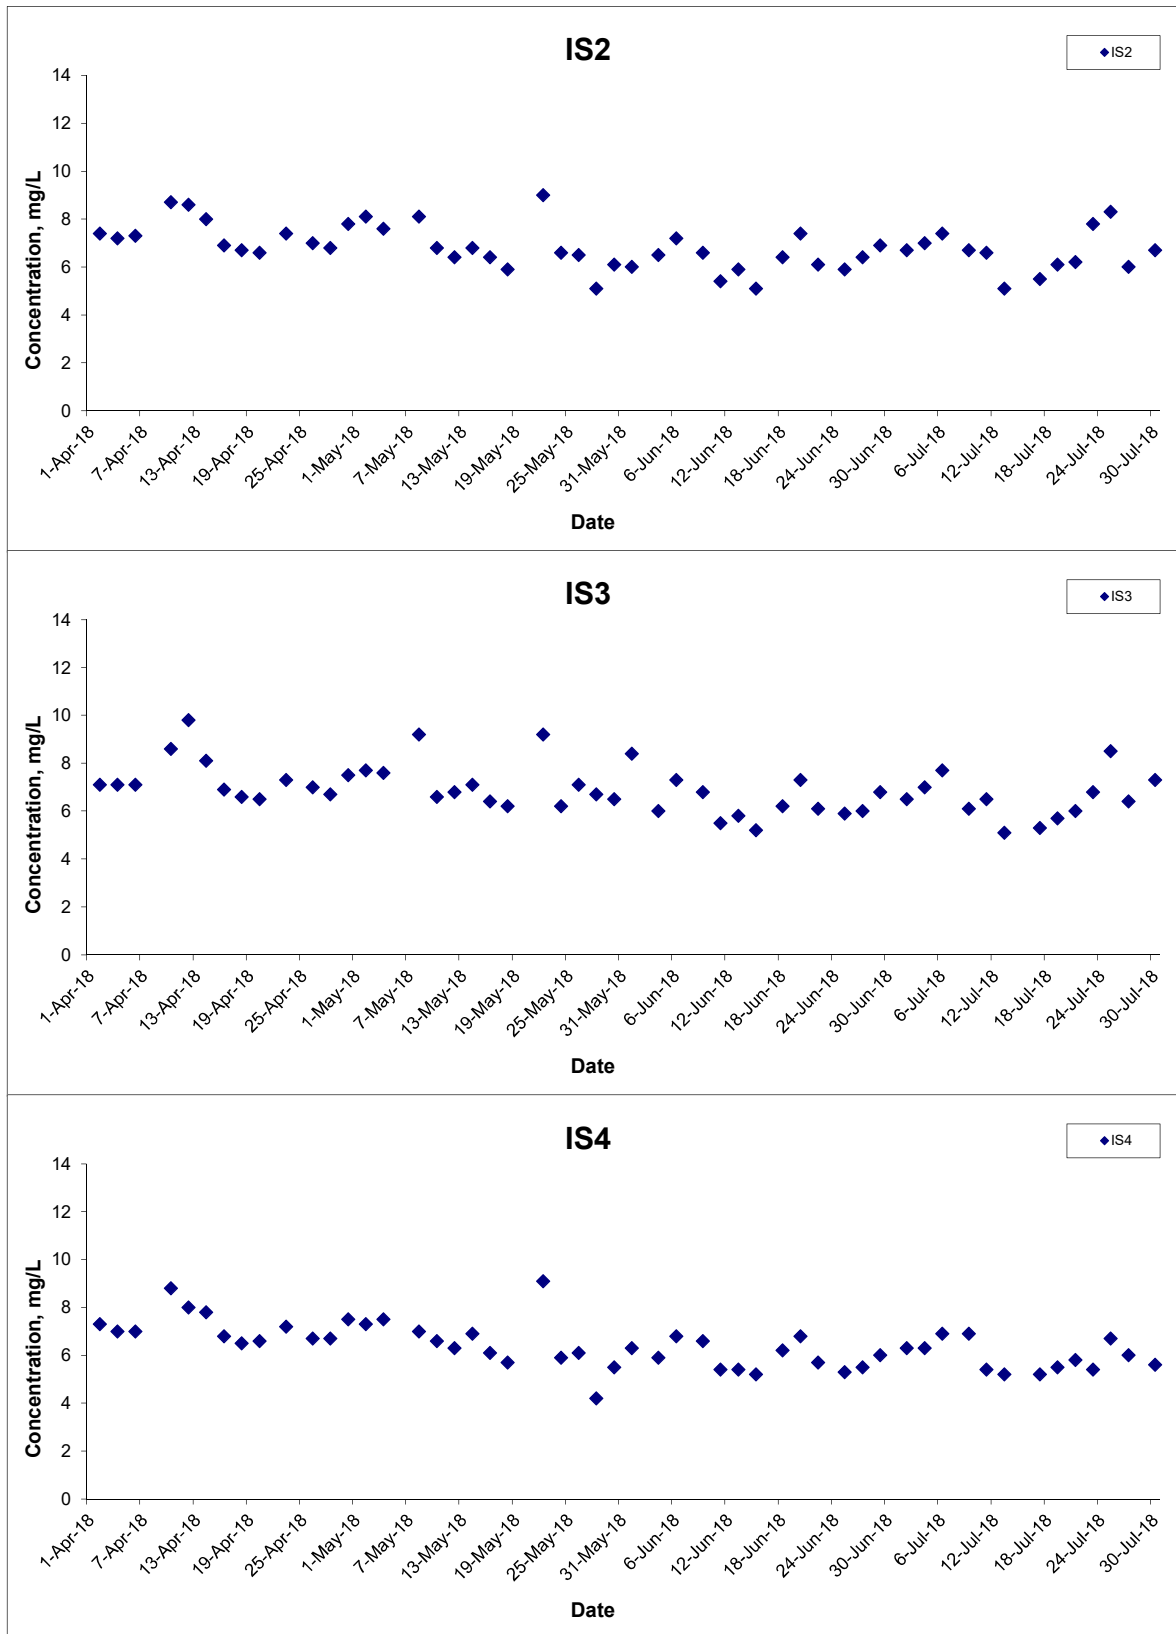 IS2
IS2
14
12
10
8
6
4
2
0
Concentration, mg/L
1-Apr-18
7-Apr-18
13-Apr-18
19-Apr-18
25-Apr-18
1-May-18
7-May-18
13-May-18
19-May-18
25-May-18
31-May-18
6-Jun-18
12-Jun-18
18-Jun-18
24-Jun-18
30-Jun-18
6-Jul-18
12-Jul-18
18-Jul-18
24-Jul-18
30-Jul-18
Date
IS3
IS3
14
12
10
8
6
4
2
0
Concentration, mg/L
1-Apr-18
7-Apr-18
13-Apr-18
19-Apr-18
25-Apr-18
1-May-18
7-May-18
13-May-18
19-May-18
25-May-18
31-May-18
6-Jun-18
12-Jun-18
18-Jun-18
24-Jun-18
30-Jun-18
6-Jul-18
12-Jul-18
18-Jul-18
24-Jul-18
30-Jul-18
Date
IS4
IS4
14
12
10
8
6
4
2
0
Concentration, mg/L
1-Apr-18
7-Apr-18
13-Apr-18
19-Apr-18
25-Apr-18
1-May-18
7-May-18
13-May-18
19-May-18
25-May-18
31-May-18
6-Jun-18
12-Jun-18
18-Jun-18
24-Jun-18
30-Jun-18
6-Jul-18
12-Jul-18
18-Jul-18
24-Jul-18
30-Jul-18
Date